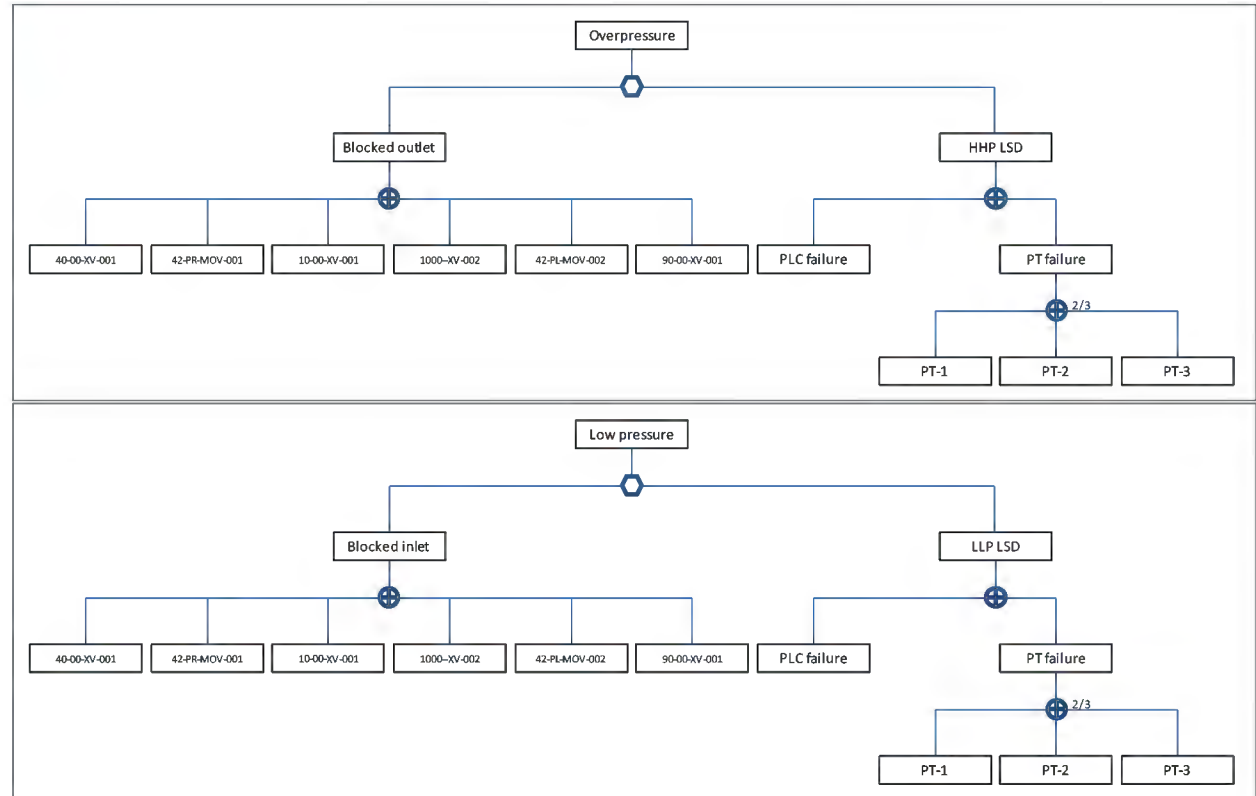 Overpressure
Blocked outlet
HHP LSD
40-00-XV-001
42-PR-MOV-001
10-00-XV-001
1000–XV-002
42-PL-MOV-002
90-00-XV-001
PLC failure
PT failure
2/3
PT-1
PT-2
PT-3
Low pressure
Blocked inlet
LLP LSD
40-00-XV-001
42-PR-MOV-001
10-00-XV-001
1000–XV-002
42-PL-MOV-002
90-00-XV-001
PLC failure
PT failure
2/3
PT-1
PT-2
PT-3